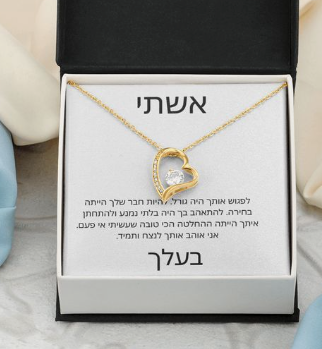 אשתי
לפגוש אותך היה גורל. להיות חבר שלך הייתה
בחירה. להתאהב בך היה בלתי נמנע ולהתחתן
איתך הייתה ההחלטה הכי טובה שעשיתי אי פעם.
אני אוהב אותך לנצח ותמיד.
בעלך